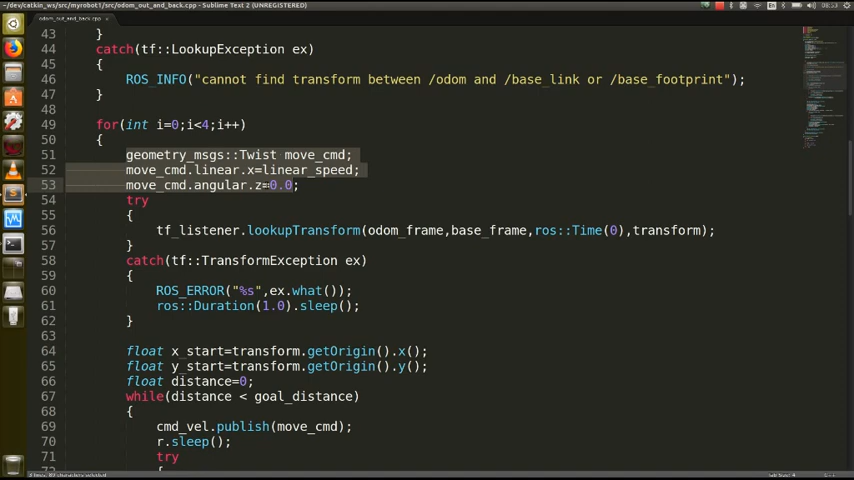 ~/dev/catkin_ws/src/myrobot1/src/odom_out_and_back.cpp - Sublime Text 2 (UNREGISTERED)
En
08:53
odom_out_and_back.cpp ×
43 }
44 catch(tf::LookupException ex)
45 {
46 ROS_INFO("cannot find transform between /odom and /base_link or /base_footprint");
47 }
48
49 for(int i=0;i<4;i++)
50 {
51 geometry_msgs::Twist move_cmd;
52 move_cmd.linear.x=linear_speed;
53 move_cmd.angular.z=0.0;
54 try
55 {
56 tf_listener.lookupTransform(odom_frame,base_frame,ros::Time(0),transform);
57 }
58 catch(tf::TransformException ex)
59 {
60 ROS_ERROR("%s",ex.what());
61 ros::Duration(1.0).sleep();
62 }
63
64 float x_start=transform.getOrigin().x();
65 float y_start=transform.getOrigin().y();
66 float distance=0;
67 while(distance < goal_distance)
68 {
69 cmd_vel.publish(move_cmd);
70 r.sleep();
71 try
72 {